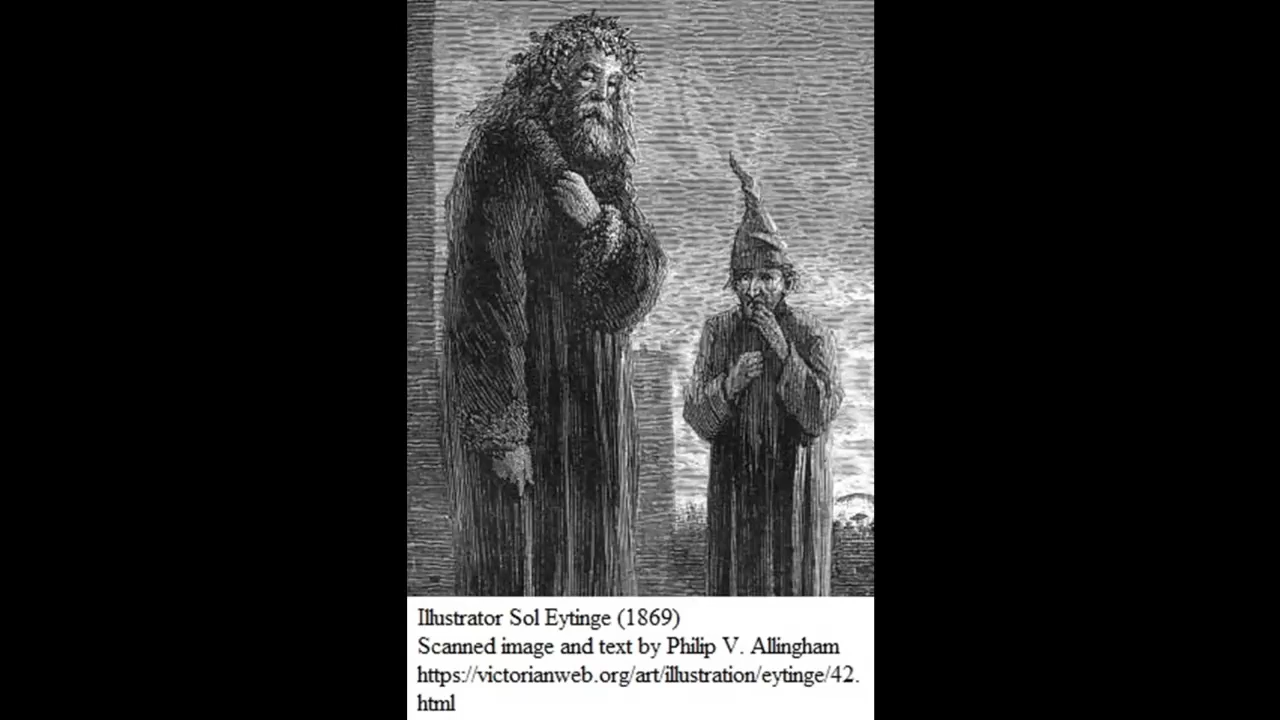 Illustrator Sol Eytinge (1869)
Scanned image and text by Philip V. Allingham
https://victorianweb.org/art/illustration/eytinge/42.
html